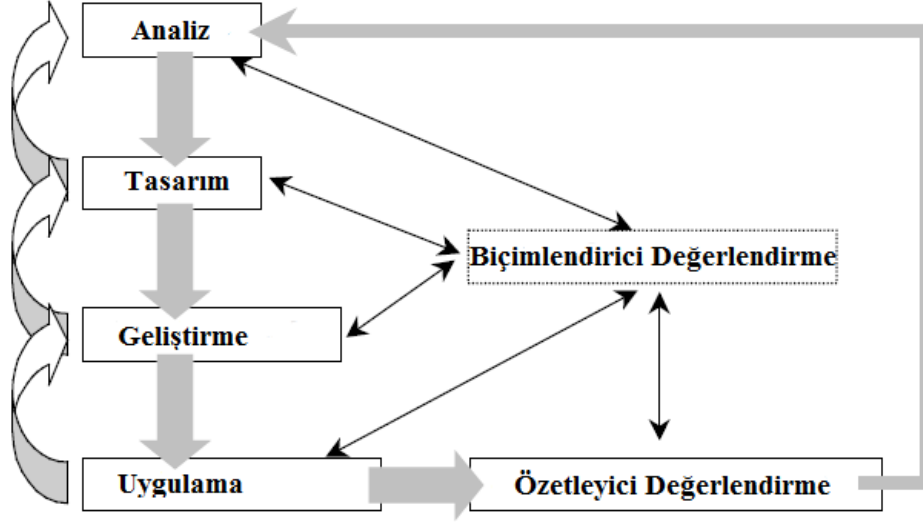 Analiz
Tasarım
Biçimlendirici Değerlendirme
Geliştirme
Uygulama
Özetleyici Değerlendirme